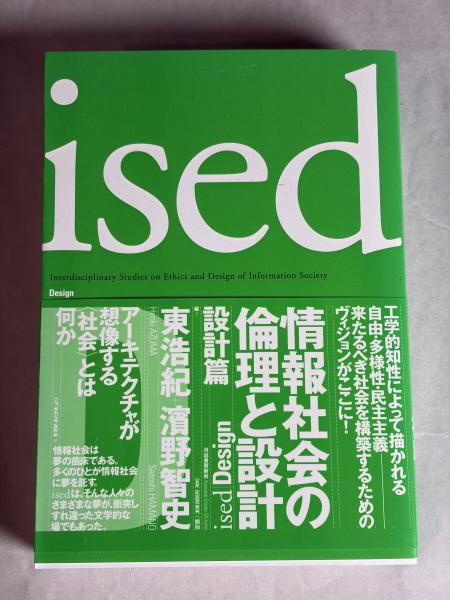 ised
Interdisciplinary Studies on Ethics and Design of Information Society
Design
工学的知性によって描かれる
自由・多様性・民主主義——
来たるべき社会を構築するための
ヴィジョンがここに!
情報社会の
倫理と設計
設計篇
ised Design
東浩紀
濱野智史
Hiroki AZUMA
Satoshi HAMANO
アーキテクチャが
想像する
〈社会〉とは
何か
情報社会は
夢の菌床である。
多くのひとが情報社会
に夢を託す。
isedは、そんな人々の
さまざまな夢が、衝突し
すれ違った文学的な
場でもあった。